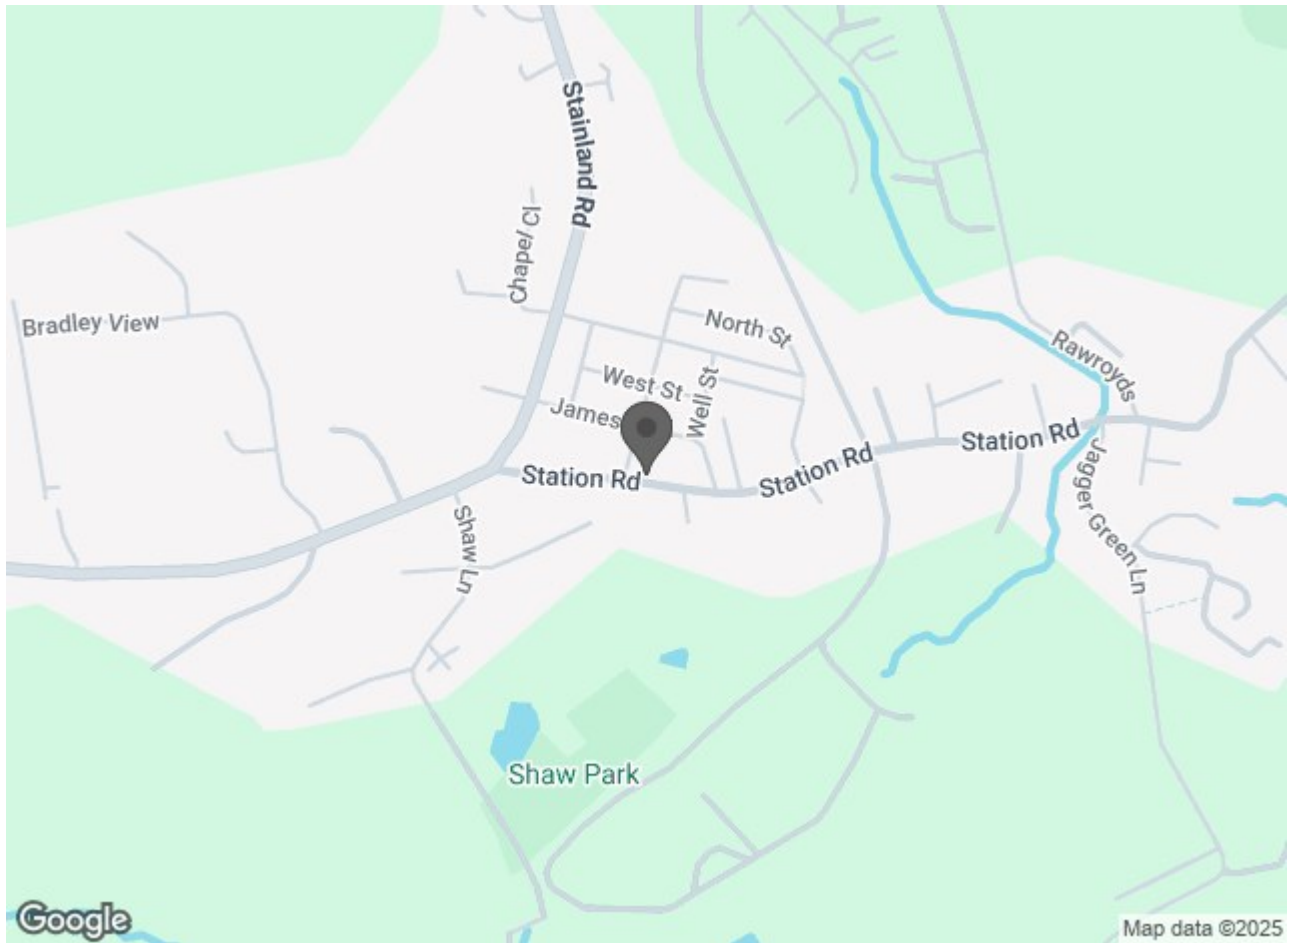 Stainland Rd
Chapel Cl
Bradley View
North St
West St
Well St
James
Rawroyds
Station Rd
Station Rd
Station Rd
Jagger Green Ln
Shaw Ln
Shaw Park
Google
Map data ©2025